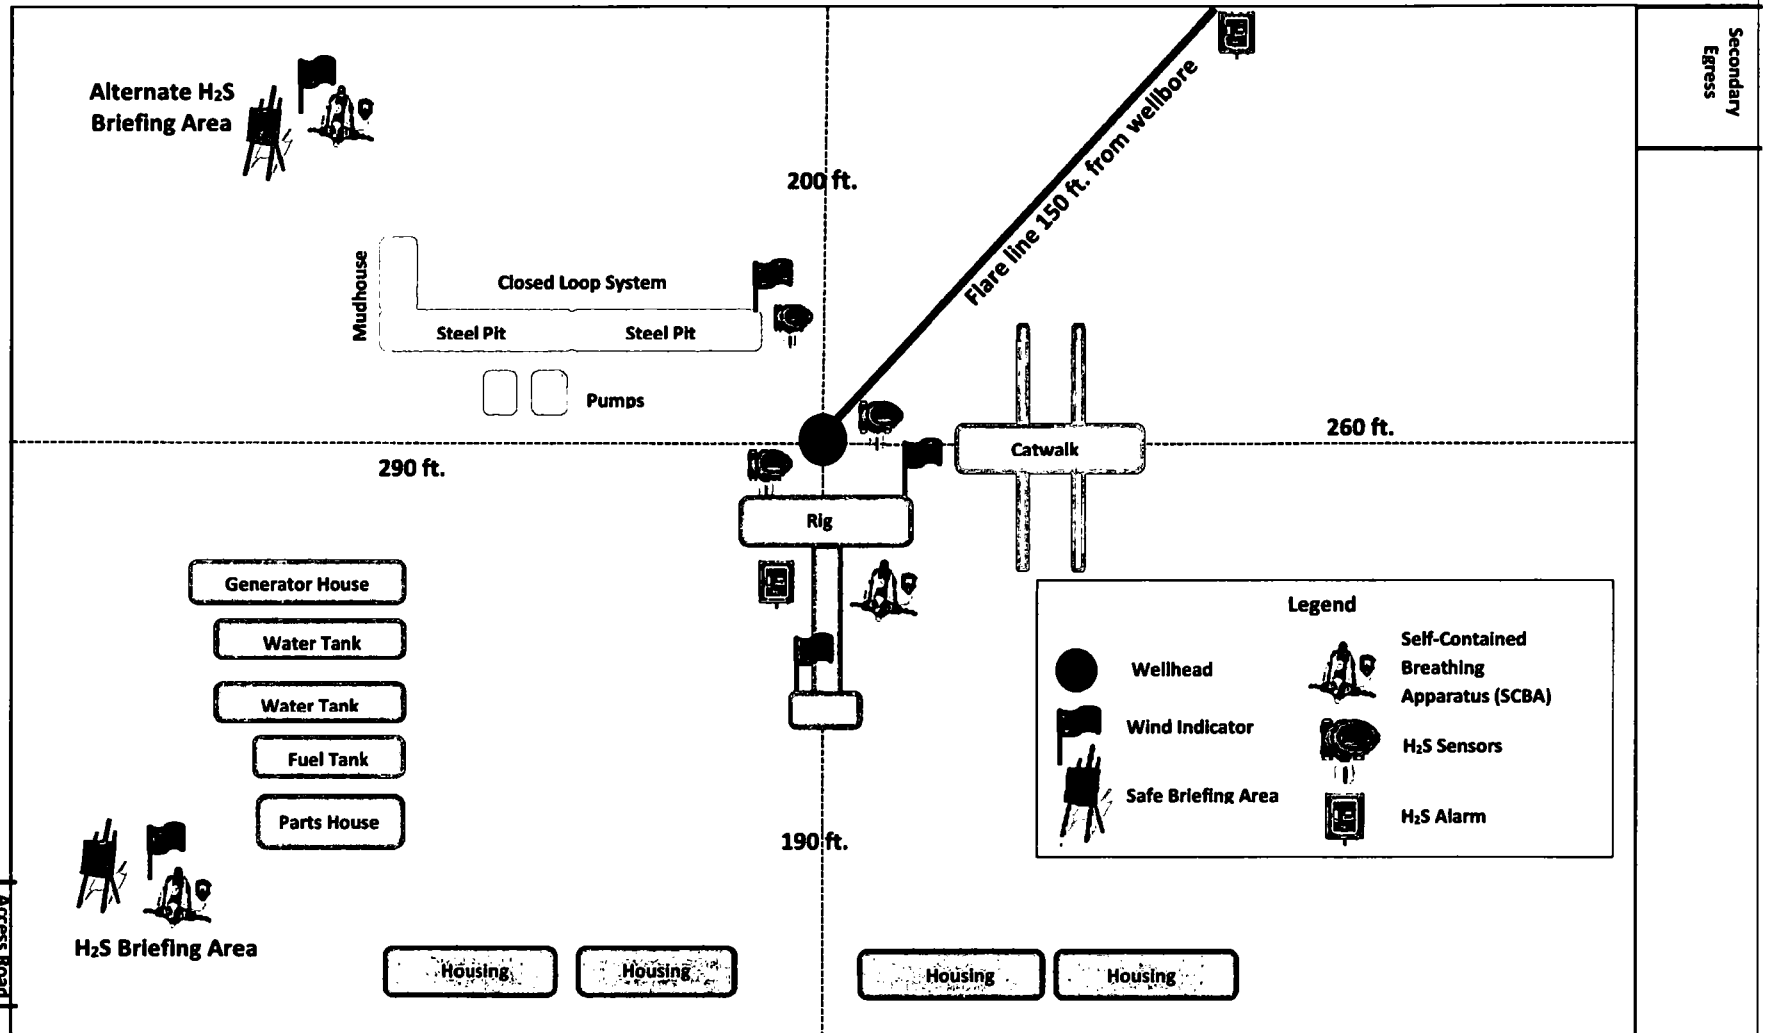 Secondary
Egress
Alternate H₂S
Briefing Area
200 ft.
Flare line 150 ft. from wellbore
Mudhouse
Closed Loop System
Steel Pit
Steel Pit
Pumps
260 ft.
290 ft.
Catwalk
Rig
Generator House
Water Tank
Water Tank
Fuel Tank
Parts House
190 ft.
Legend
Wellhead
Wind Indicator
Safe Briefing Area
Self-Contained
Breathing
Apparatus (SCBA)
H₂S Sensors
H₂S Alarm
Access Road
H₂S Briefing Area
Housing
Housing
Housing
Housing